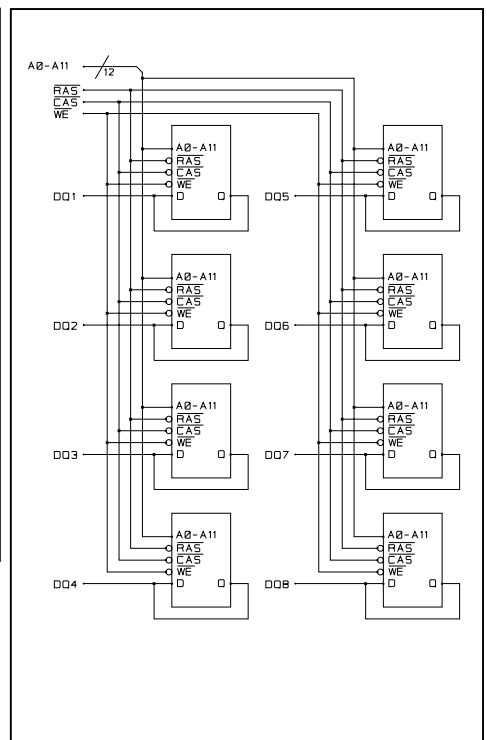 A0-A11
12
RAS
CAS
WE
A0-A11
RAS
CAS
WE
DQ1
D Q
A0-A11
RAS
CAS
WE
DQ5
D Q
A0-A11
RAS
CAS
WE
DQ2
D Q
A0-A11
RAS
CAS
WE
DQ6
D Q
A0-A11
RAS
CAS
WE
DQ3
D Q
A0-A11
RAS
CAS
WE
DQ7
D Q
A0-A11
RAS
CAS
WE
DQ4
D Q
A0-A11
RAS
CAS
WE
DQ8
D Q